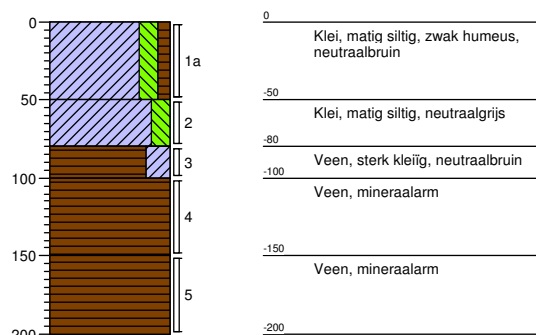 0
50
100
150
200
1a
2
3
4
5
0
Klei, matig siltig, zwak humeus,
neutraalbruin
-50
Klei, matig siltig, neutraalgrijs
-80
Veen, sterk kleiïg, neutraalbruin
-100
Veen, mineraalarm
-150
Veen, mineraalarm
-200